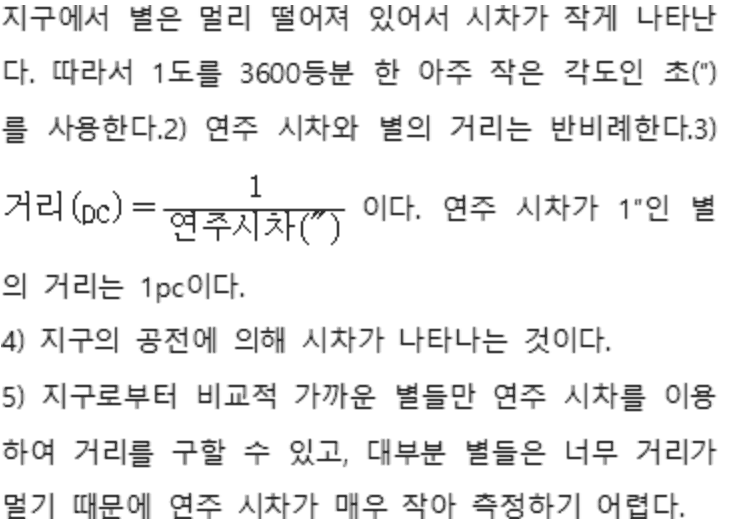 지구에서 별은 멀리 떨어져 있어서 시차가 작게 나타난
다. 따라서 1도를 3600등분 한 아주 작은 각도인 초(")
를 사용한다.2) 연주 시차와 별의 거리는 반비례한다.3)
거리(pc)=1/연주시차(″) 이다. 연주 시차가 1"인 별
의 거리는 1pc이다.
4) 지구의 공전에 의해 시차가 나타나는 것이다.
5) 지구로부터 비교적 가까운 별들만 연주 시차를 이용
하여 거리를 구할 수 있고, 대부분 별들은 너무 거리가
멀기 때문에 연주 시차가 매우 작아 측정하기 어렵다.